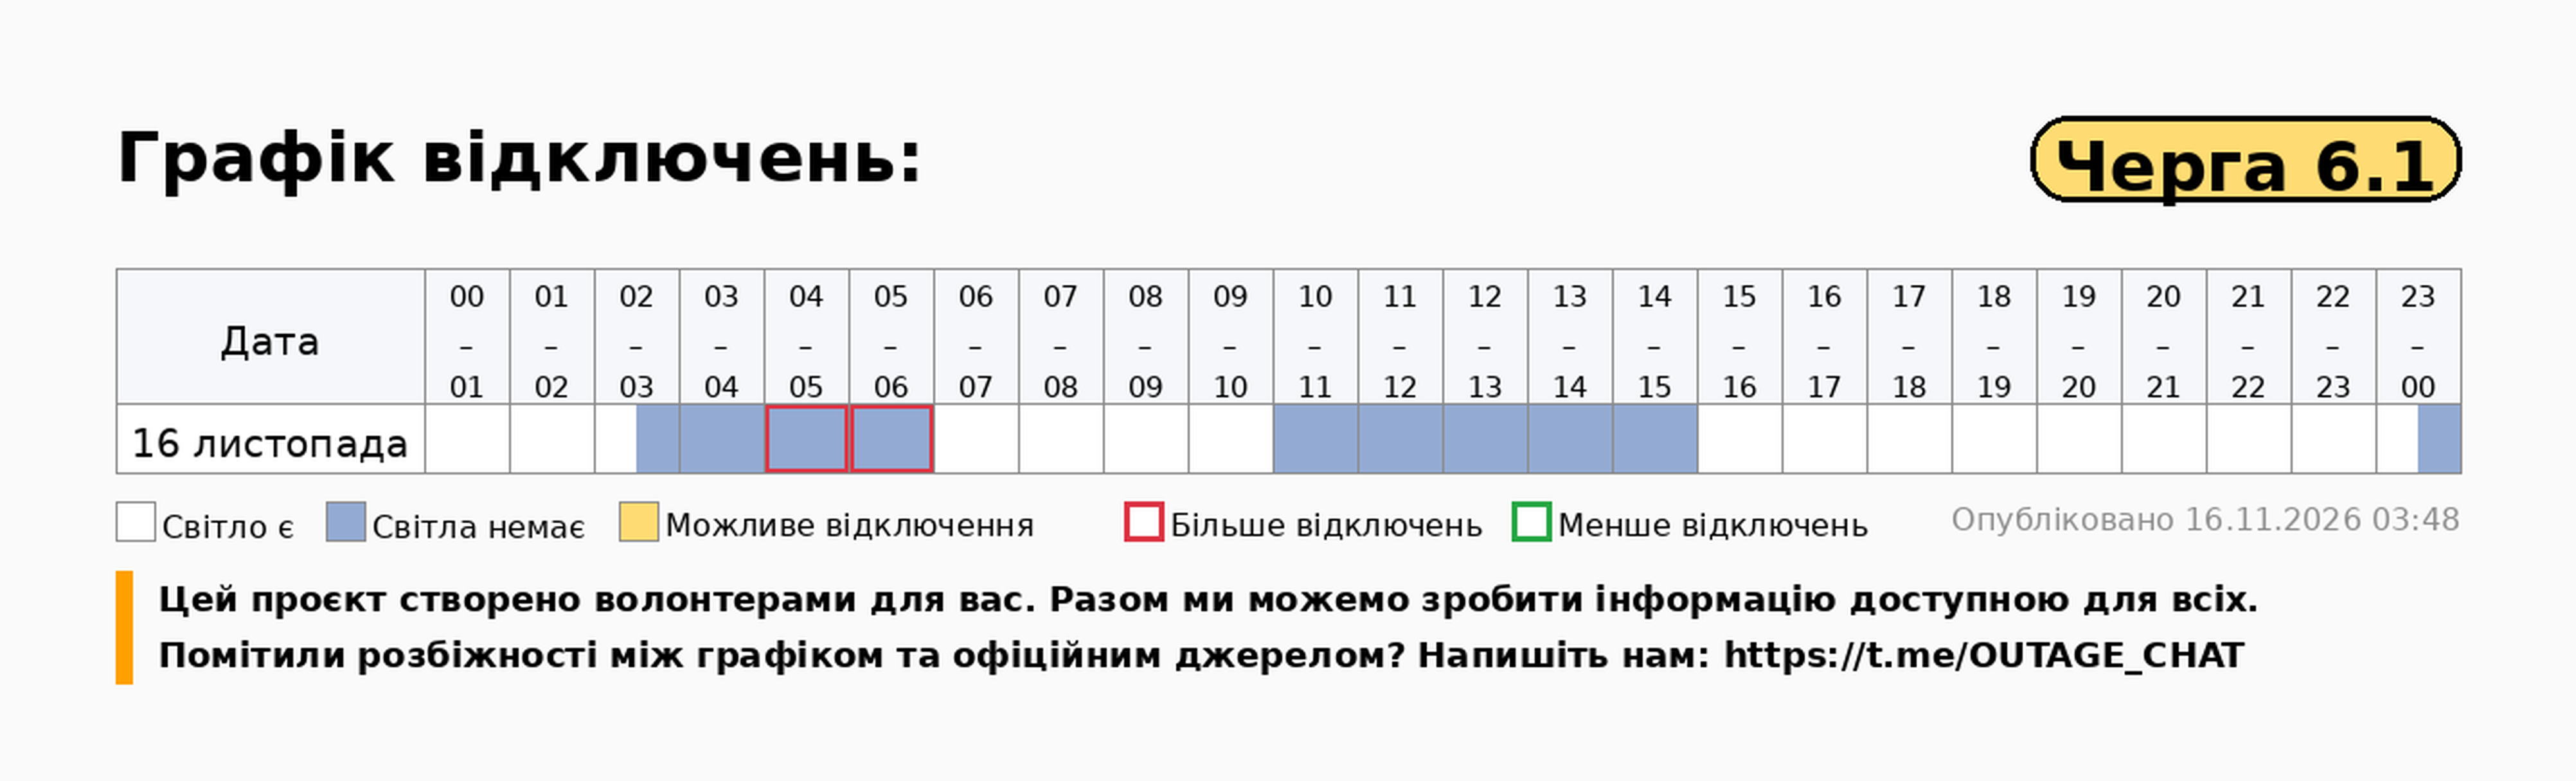 Графік відключень:
Черга 6.1
Дата 00 – 01 01 – 02 02 – 03 03 – 04 04 – 05 05 – 06 06 – 07 07 – 08 08 – 09 09 – 10 10 – 11 11 – 12 12 – 13 13 – 14 14 – 15 15 – 16 16 – 17 17 – 18 18 – 19 19 – 20 20 – 21 21 – 22 22 – 23 23 – 00
16 листопада
Світло є Світла немає Можливе відключення Більше відключень Менше відключень Опубліковано 16.11.2026 03:48
Цей проєкт створено волонтерами для вас. Разом ми можемо зробити інформацію доступною для всіх.
Помітили розбіжності між графіком та офіційним джерелом? Напишіть нам: https://t.me/OUTAGE_CHAT